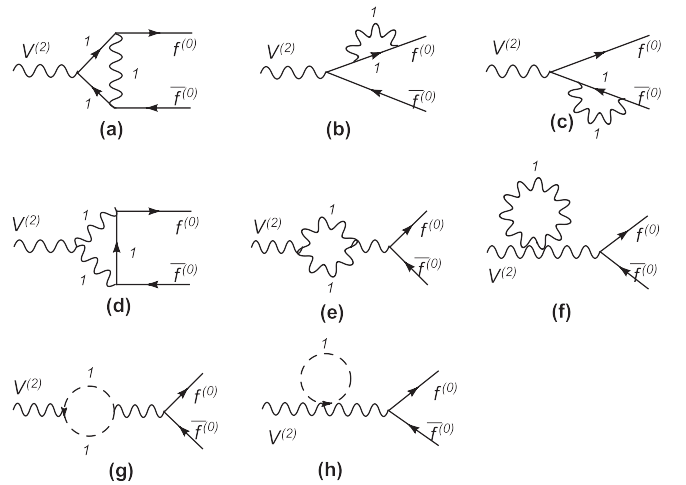 V(2) 1 1 1 f(0) f̅(0)
(a)
V(2) 1 1 f(0) f̅(0)
(b)
V(2) 1 1 f(0) f̅(0)
(c)
V(2) 1 1 1 f(0) f̅(0)
(d)
V(2) 1 1 f(0) f̅(0)
(e)
1 V(2) f(0) f̅(0)
(f)
V(2) 1 1 f(0) f̅(0)
(g)
1 V(2) f(0) f̅(0)
(h)